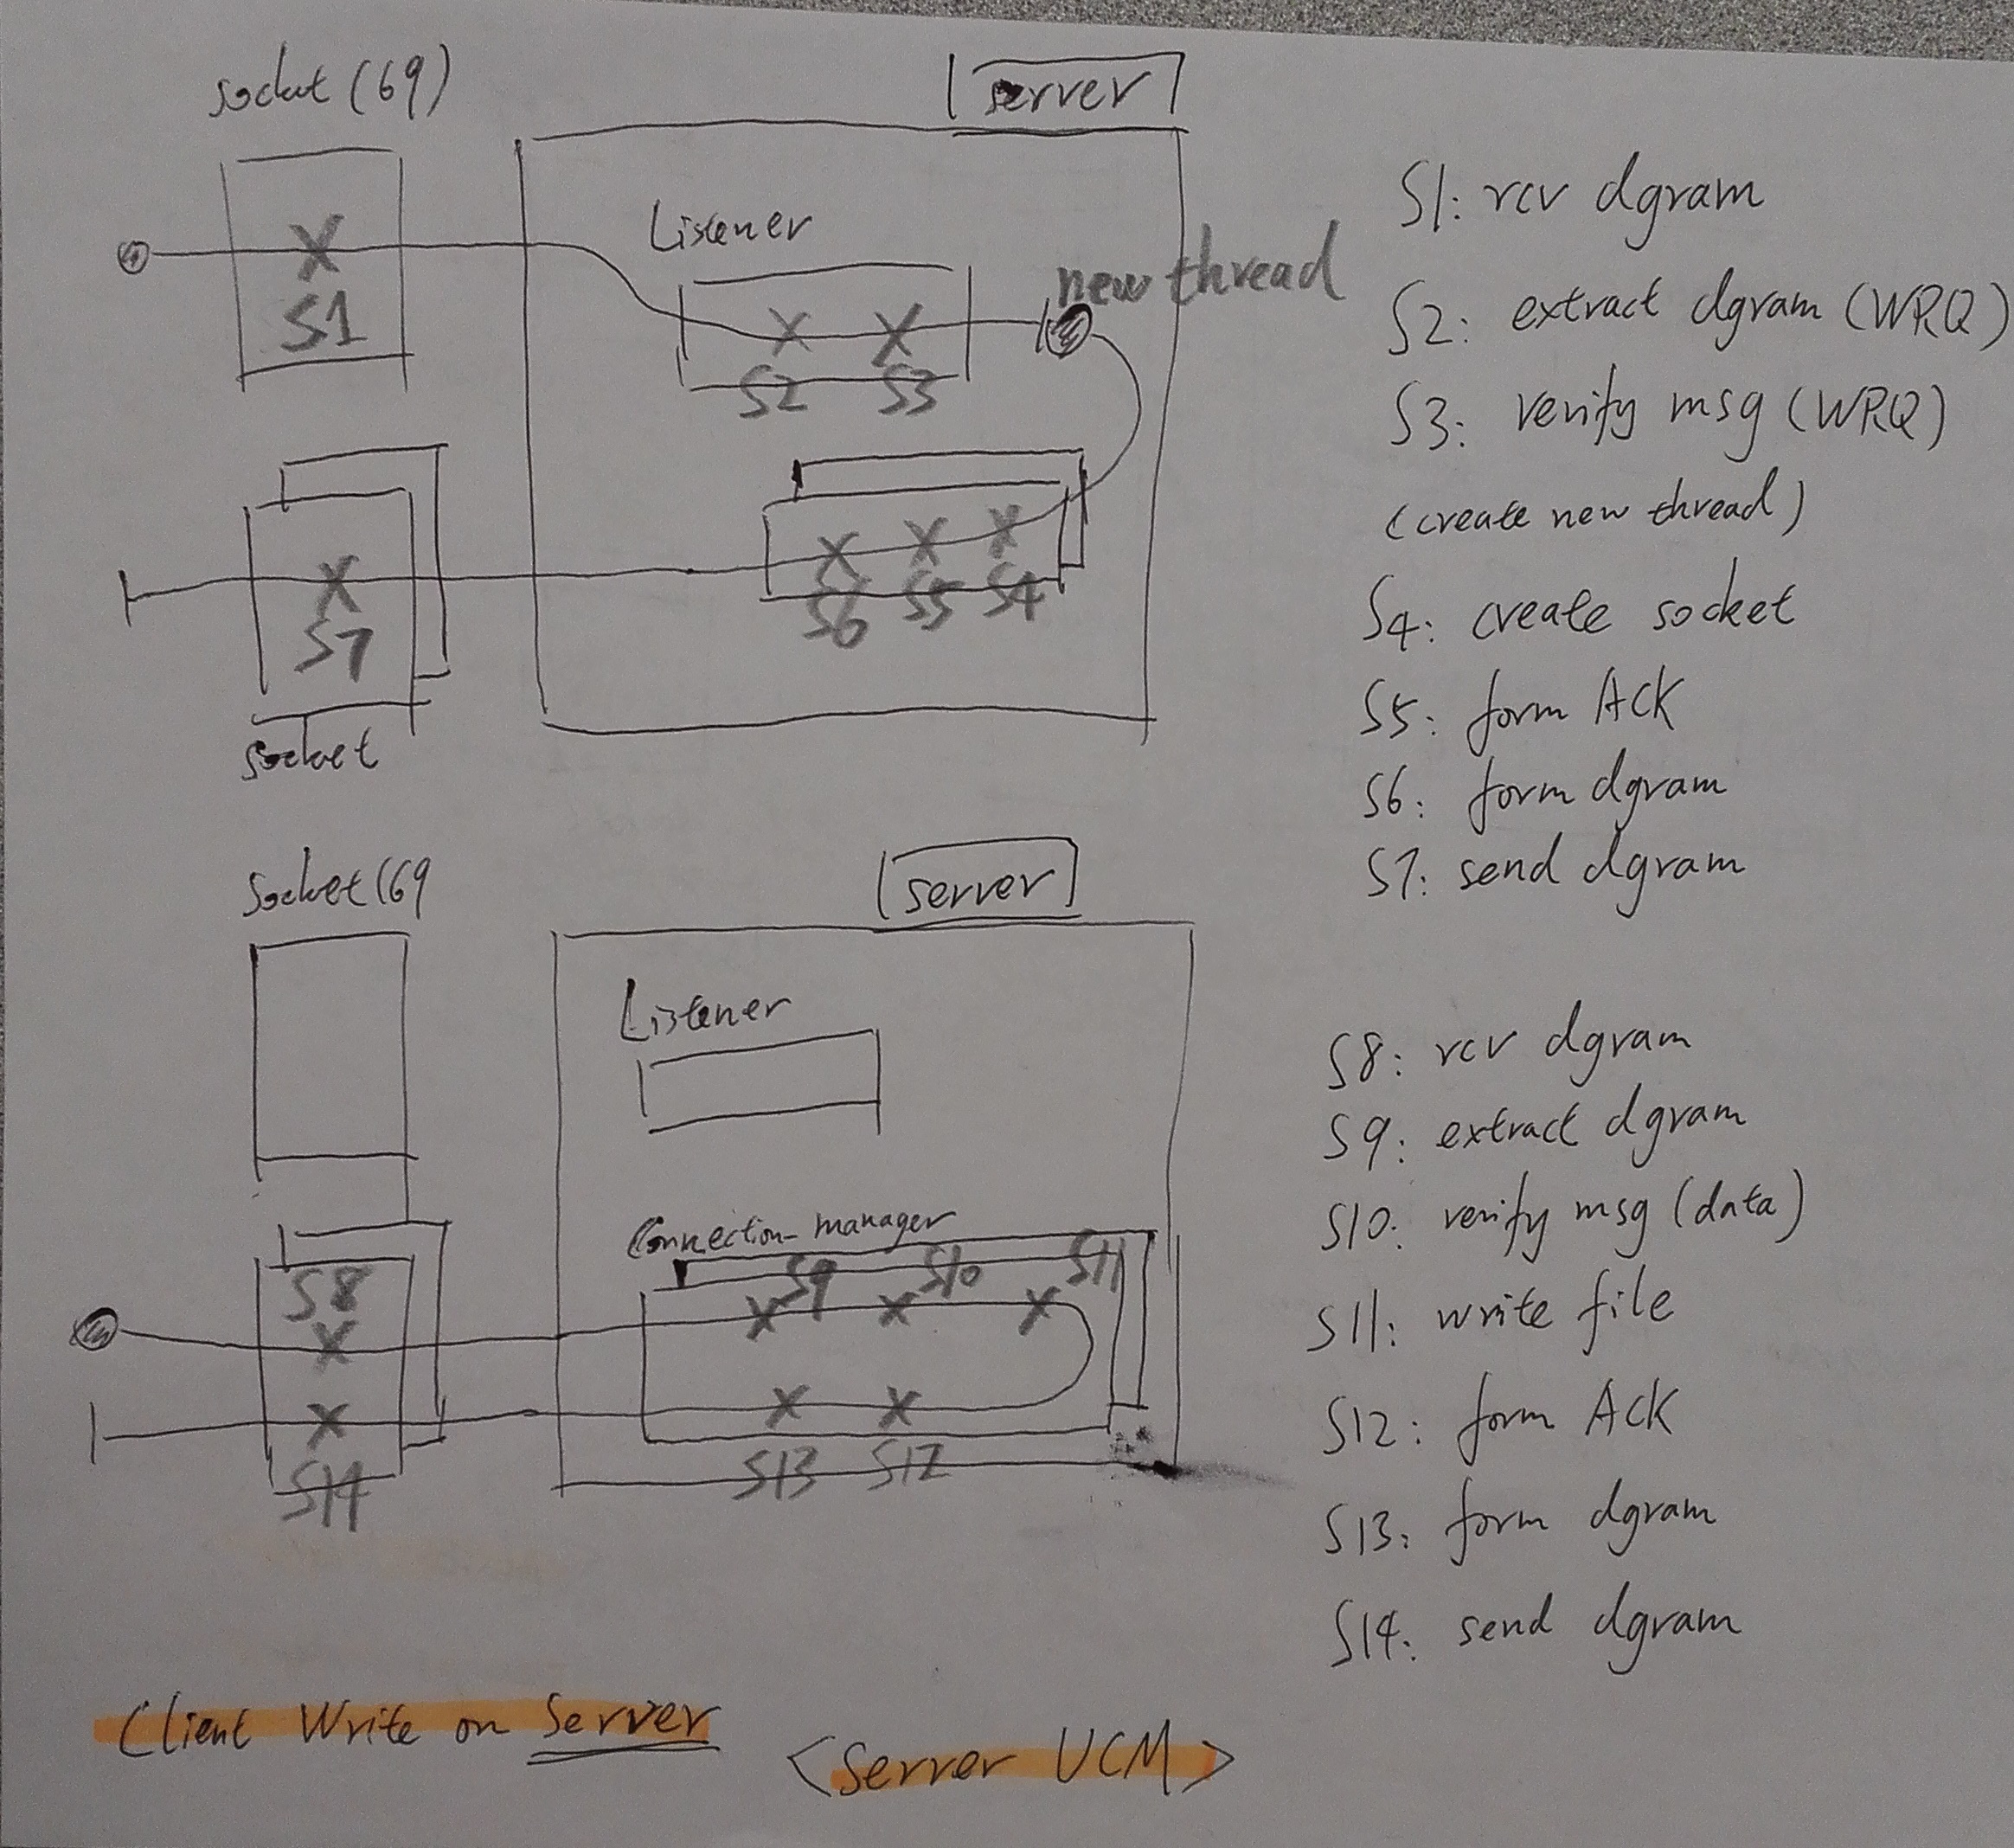 socket (69)
server
Listener
new thread
S1
S2 S3
S6 S5 S4
S7
socket
S1: rcv dgram
S2: extract dgram (WRQ)
S3: verify msg (WRQ)
(create new thread)
S4: create socket
S5: form ACK
S6: form dgram
S7: send dgram
Socket (69
server
Listener
Connection-manager
S8
S9 S10 S11
S13 S12
S14
S8: rcv dgram
S9: extract dgram
S10: verify msg (data)
S11: write file
S12: form ACK
S13: form dgram
S14: send dgram
Client Write on Server
<Server UCM>